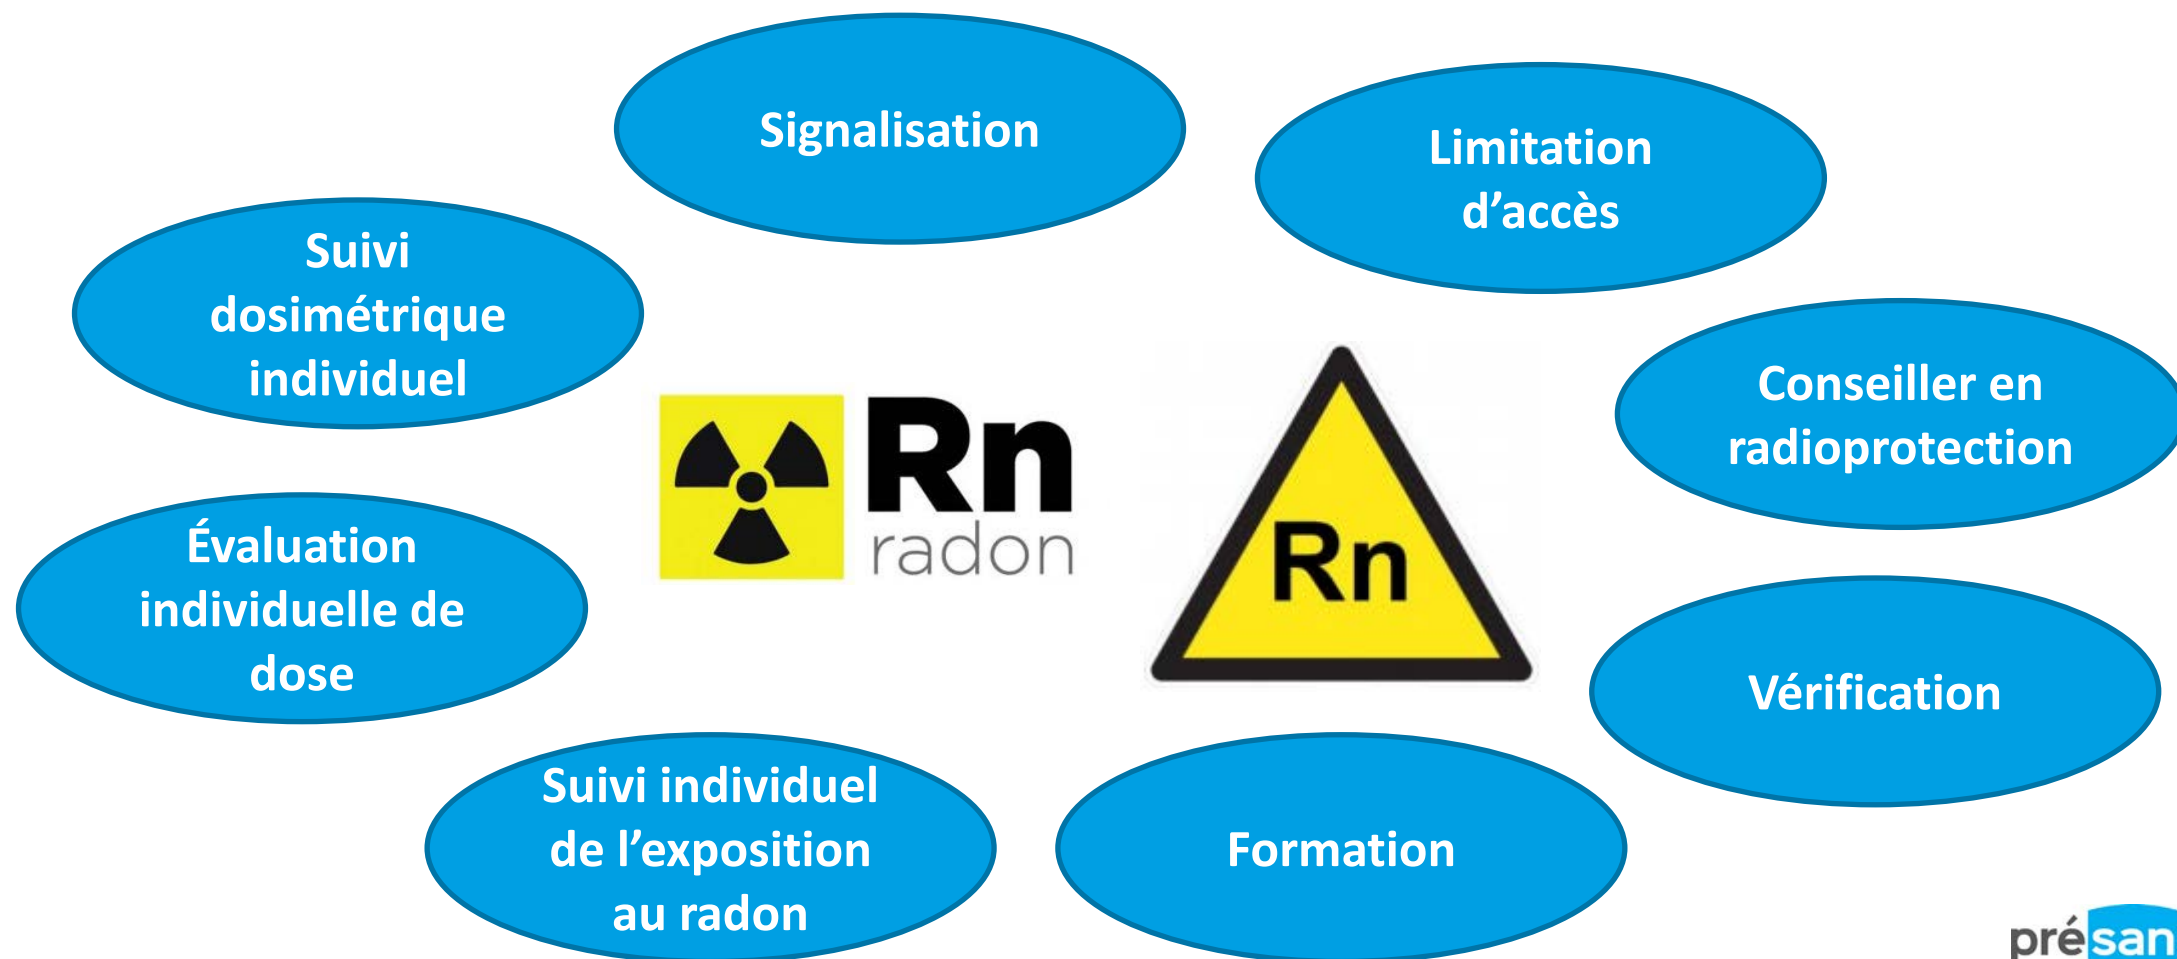 Signalisation
Limitation
d’accès
Suivi
dosimétrique
individuel
Conseiller en
radioprotection
Rn
radon
Rn
Évaluation
individuelle de
dose
Vérification
Suivi individuel
de l’exposition
au radon
Formation
présan